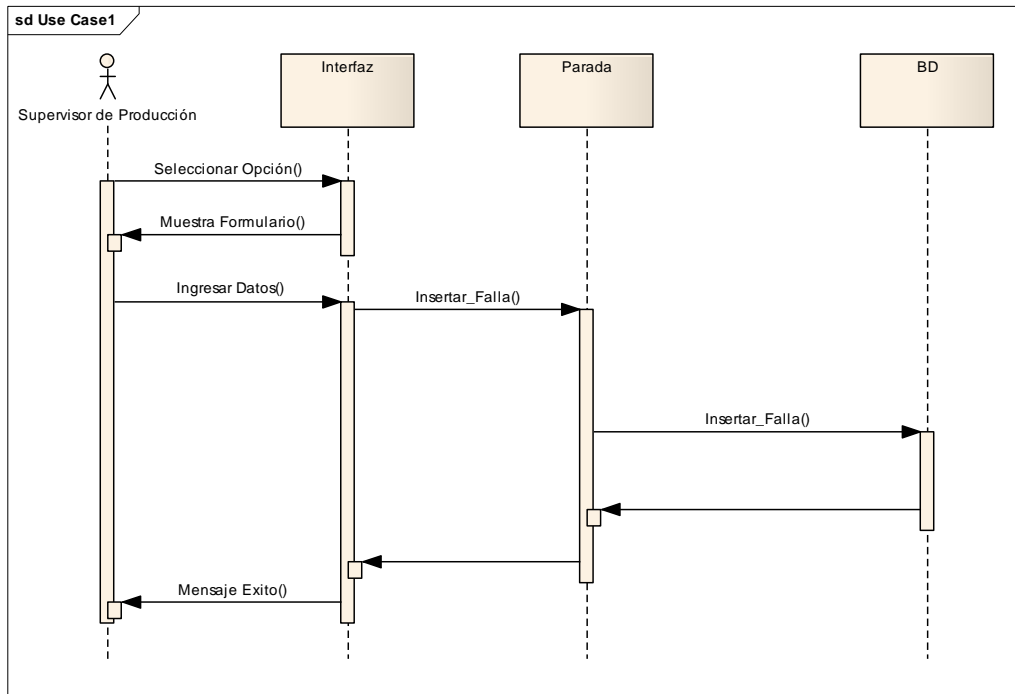 sd Use Case1
Supervisor de Producción
Interfaz
Parada
BD
Seleccionar Opción()
Muestra Formulario()
Ingresar Datos()
Insertar_Falla()
Insertar_Falla()
Mensaje Exito()